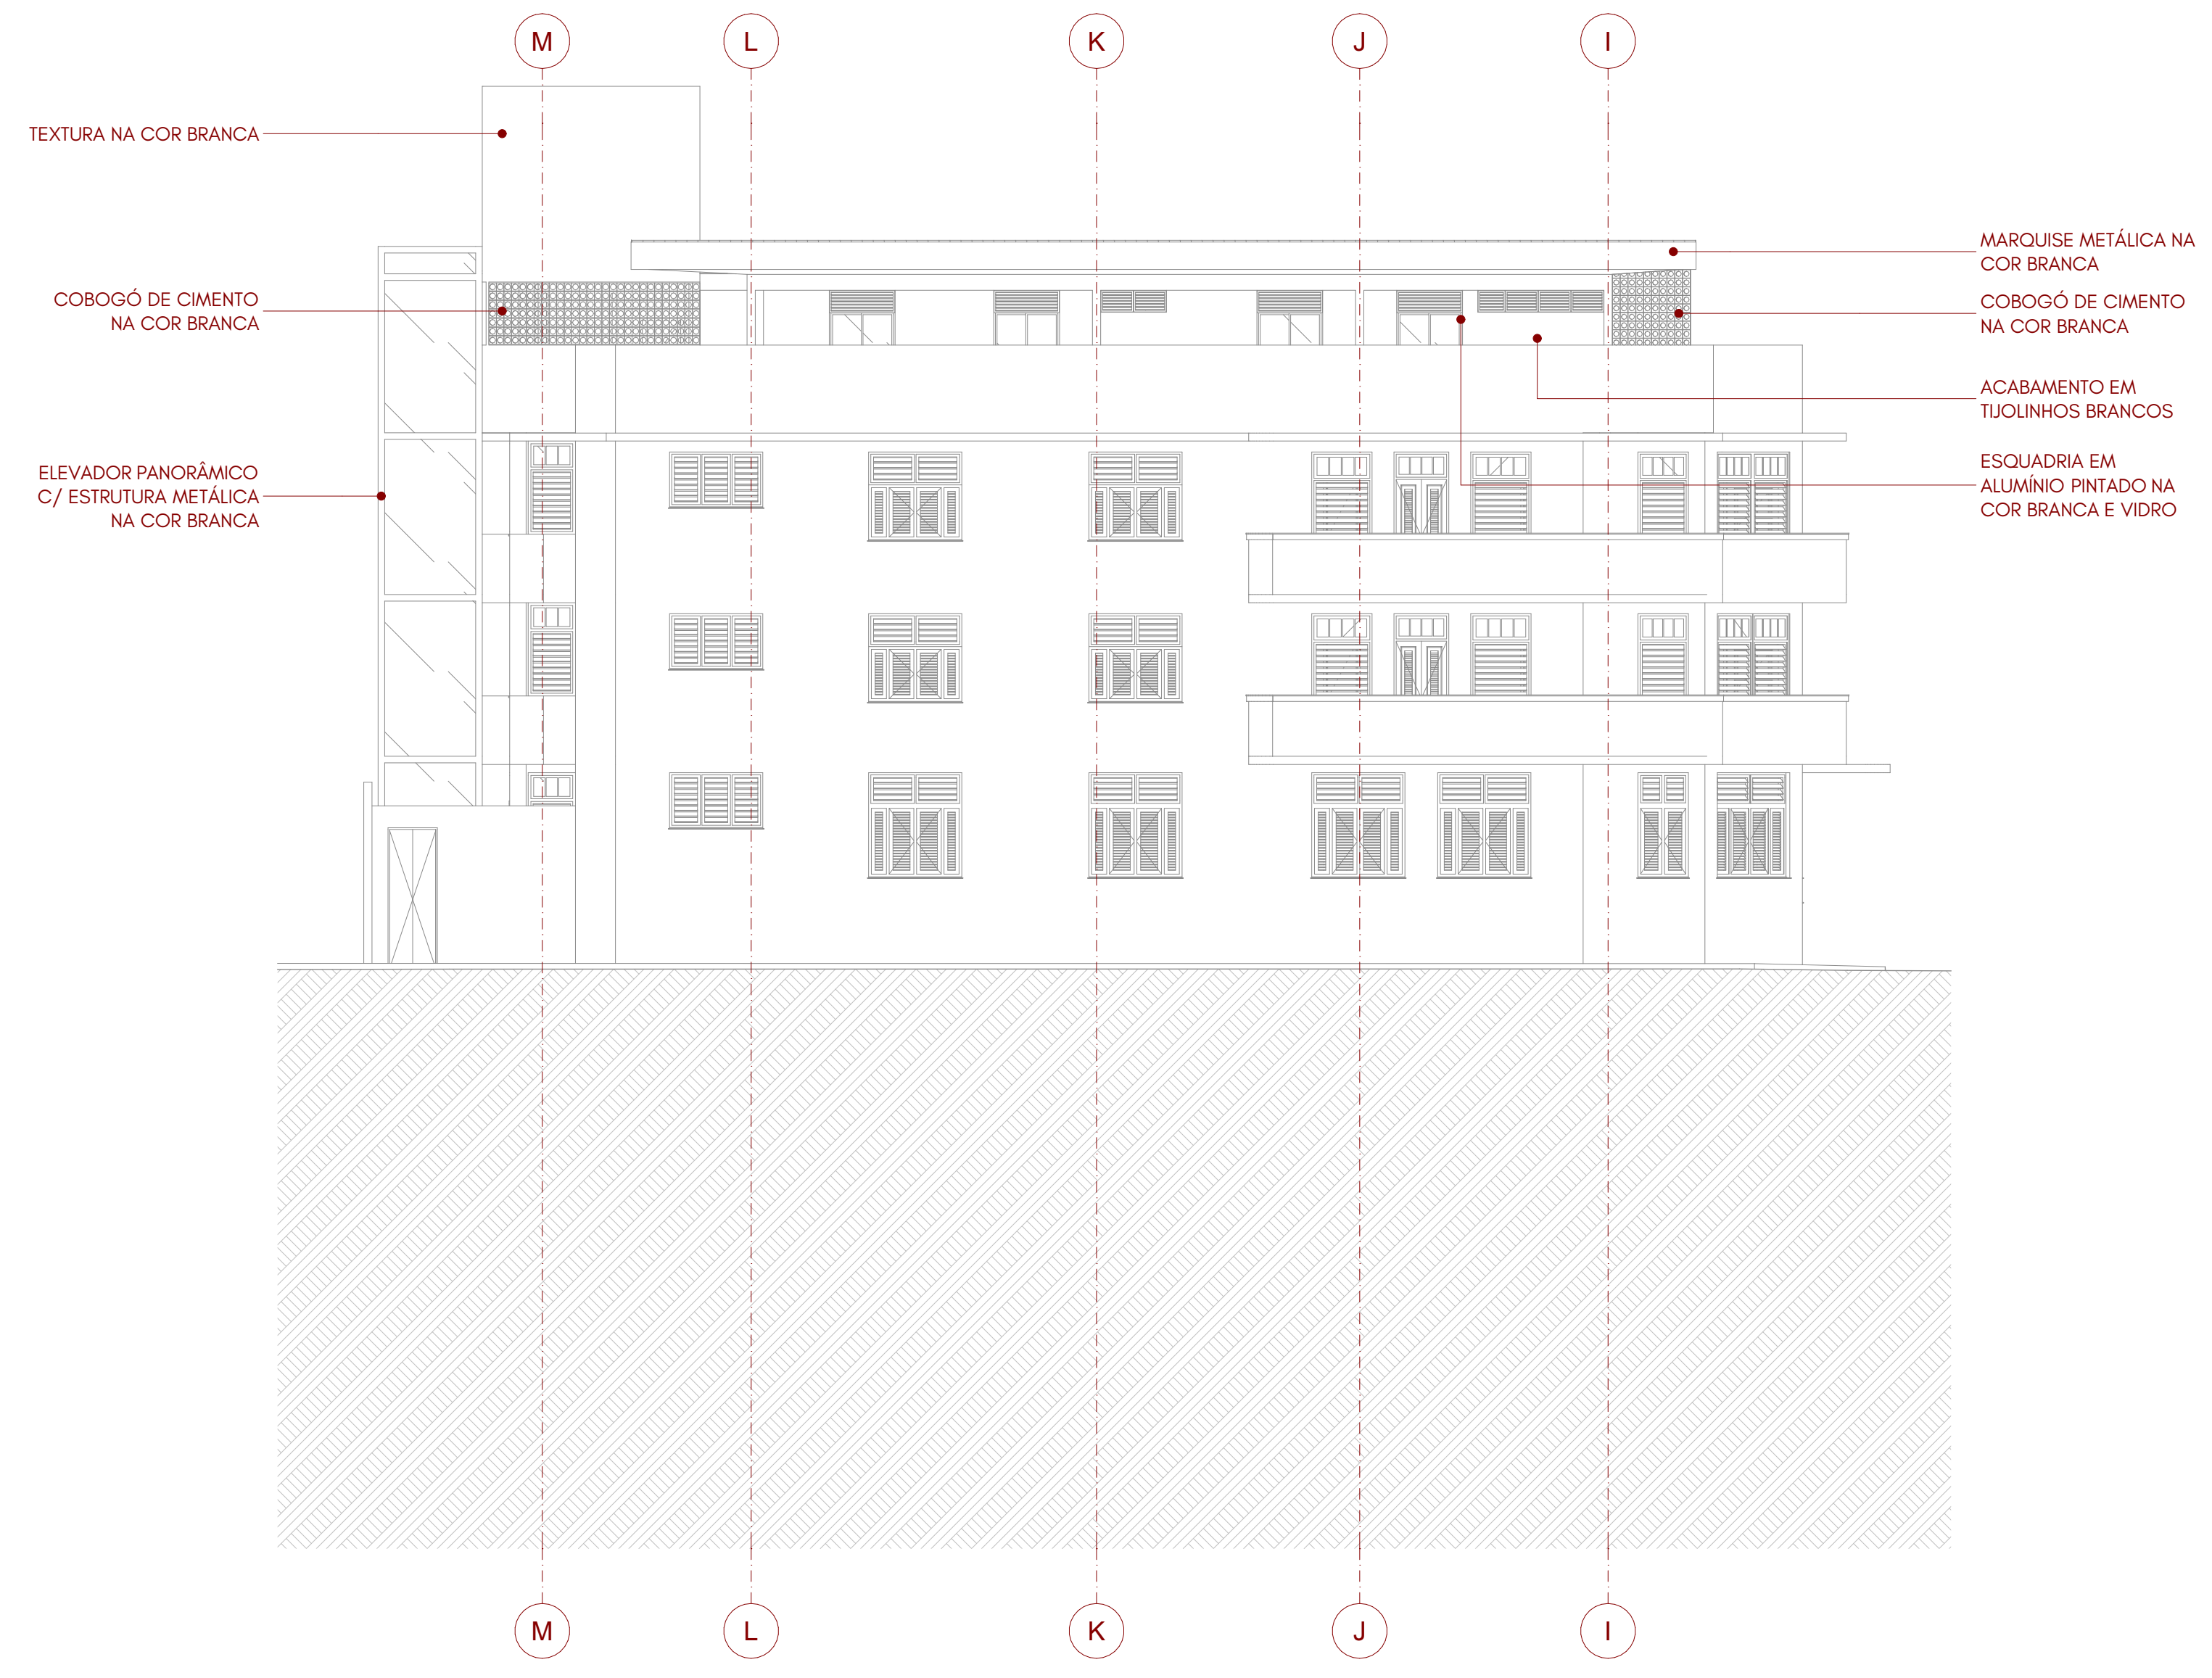 M
L
K
J
I
TEXTURA NA COR BRANCA
COBOGÓ DE CIMENTO
NA COR BRANCA
ELEVADOR PANORÂMICO
C/ ESTRUTURA METÁLICA
NA COR BRANCA
MARQUISE METÁLICA NA
COR BRANCA
COBOGÓ DE CIMENTO
NA COR BRANCA
ACABAMENTO EM
TIJOLINHOS BRANCOS
ESQUADRIA EM
ALUMÍNIO PINTADO NA
COR BRANCA E VIDRO
M
L
K
J
I